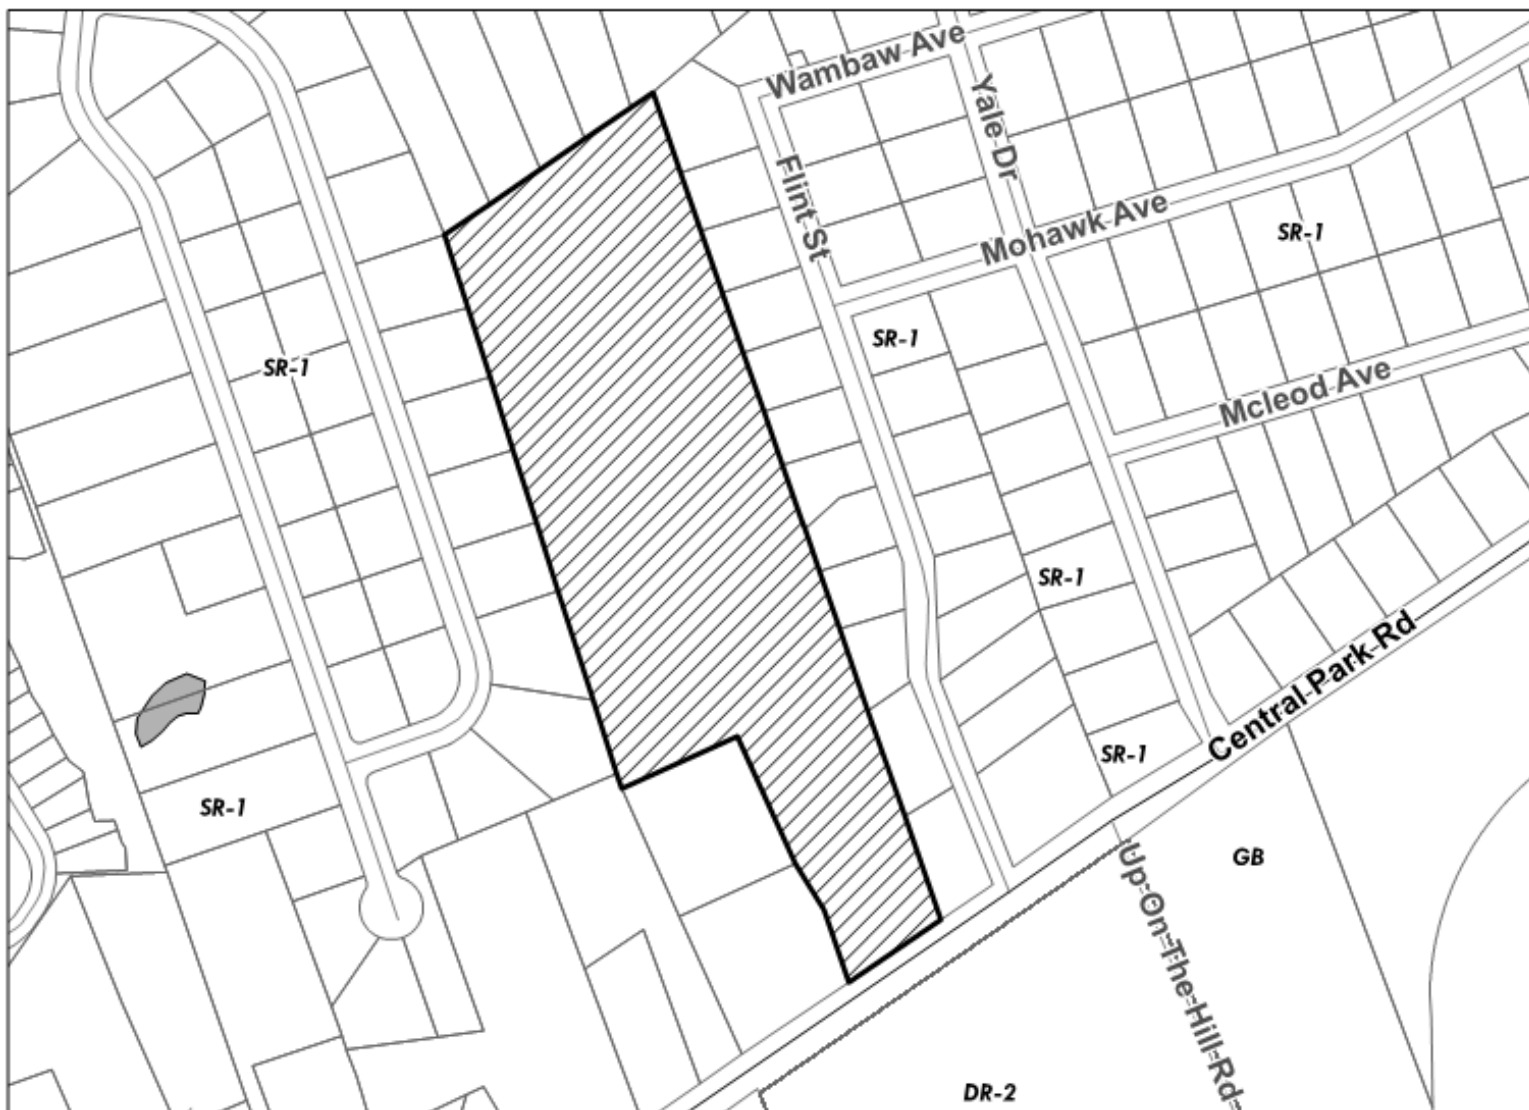 Wambaw Ave
Yale Dr
Flint St
Mohawk Ave
SR-1
SR-1
SR-1
Mcleod Ave
SR-1
Central Park Rd
SR-1
SR-1
GB
Up-On-The-Hill-Rd
DR-2